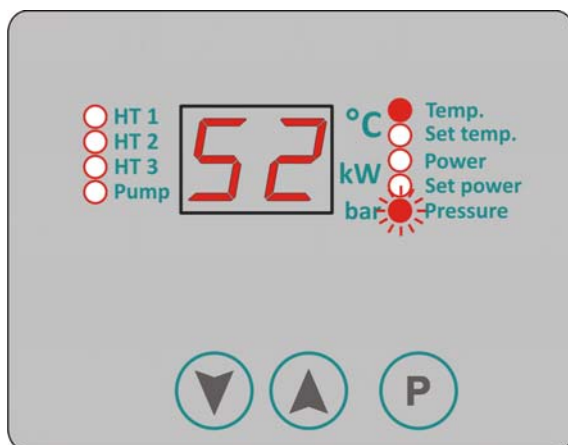 HT 1
HT 2
HT 3
Pump
52
°C
kW
bar
Temp.
Set temp.
Power
Set power
Pressure
P